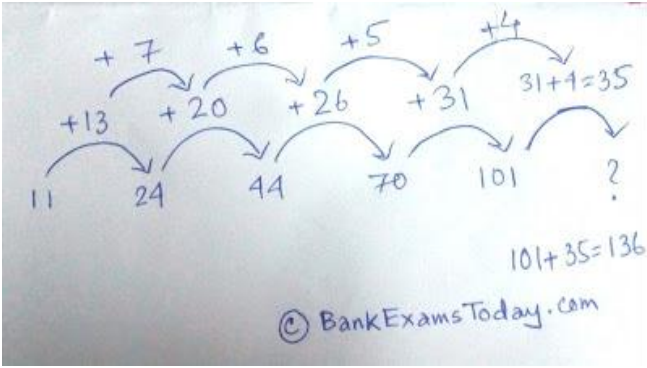 + 7 +6 +5 +4
+13 +20 +26 +31 31+4=35
11 24 44 70 101 ?
101+35=136
© BankExamsToday.com